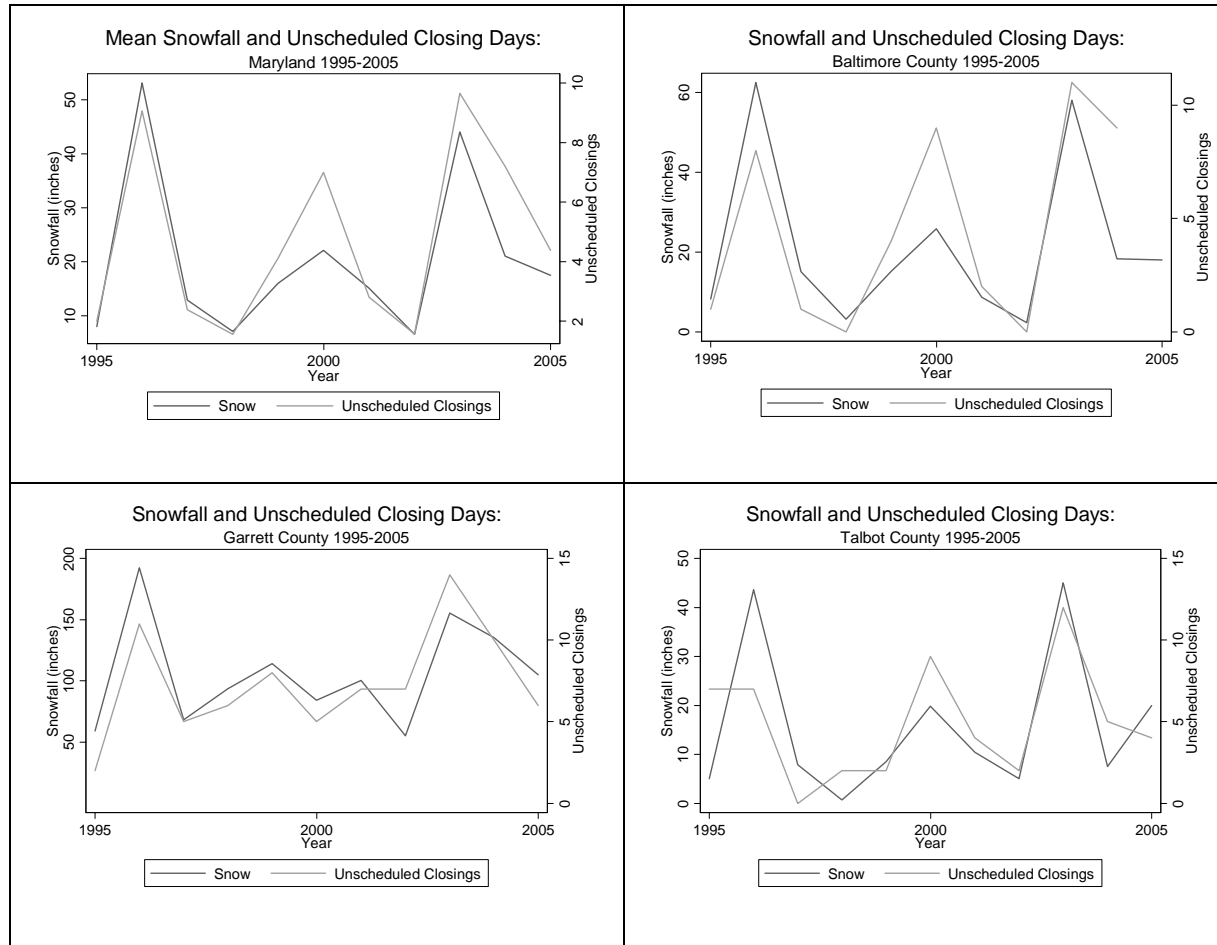 Mean Snowfall and Unscheduled Closing Days:
Maryland 1995-2005
Snowfall (inches)
50
40
30
20
10
Unscheduled Closings
10
8
6
4
2
1995 2000 2005
Year
Snow Unscheduled Closings
Snowfall and Unscheduled Closing Days:
Baltimore County 1995-2005
Snowfall (inches)
60
40
20
0
Unscheduled Closings
10
5
0
1995 2000 2005
Year
Snow Unscheduled Closings
Snowfall and Unscheduled Closing Days:
Garrett County 1995-2005
Snowfall (inches)
200
150
100
50
Unscheduled Closings
15
10
5
0
1995 2000 2005
Year
Snow Unscheduled Closings
Snowfall and Unscheduled Closing Days:
Talbot County 1995-2005
Snowfall (inches)
50
40
30
20
10
0
Unscheduled Closings
15
10
5
0
1995 2000 2005
Year
Snow Unscheduled Closings